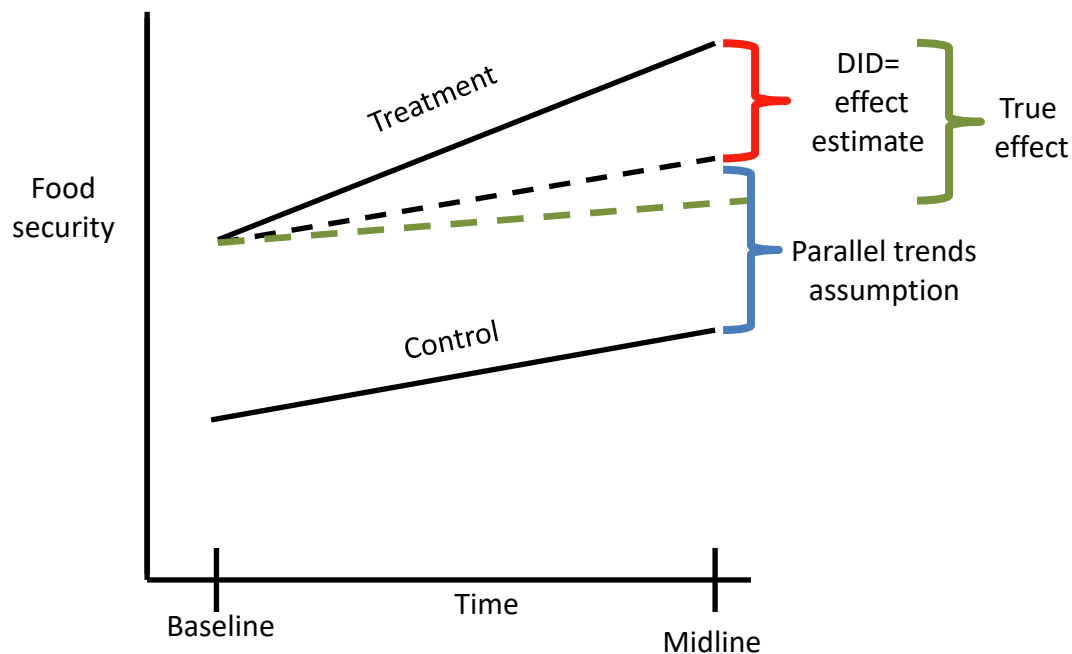 Treatment
DID=
effect
estimate
True
effect
Food
security
Parallel trends
assumption
Control
Time
Baseline
Midline